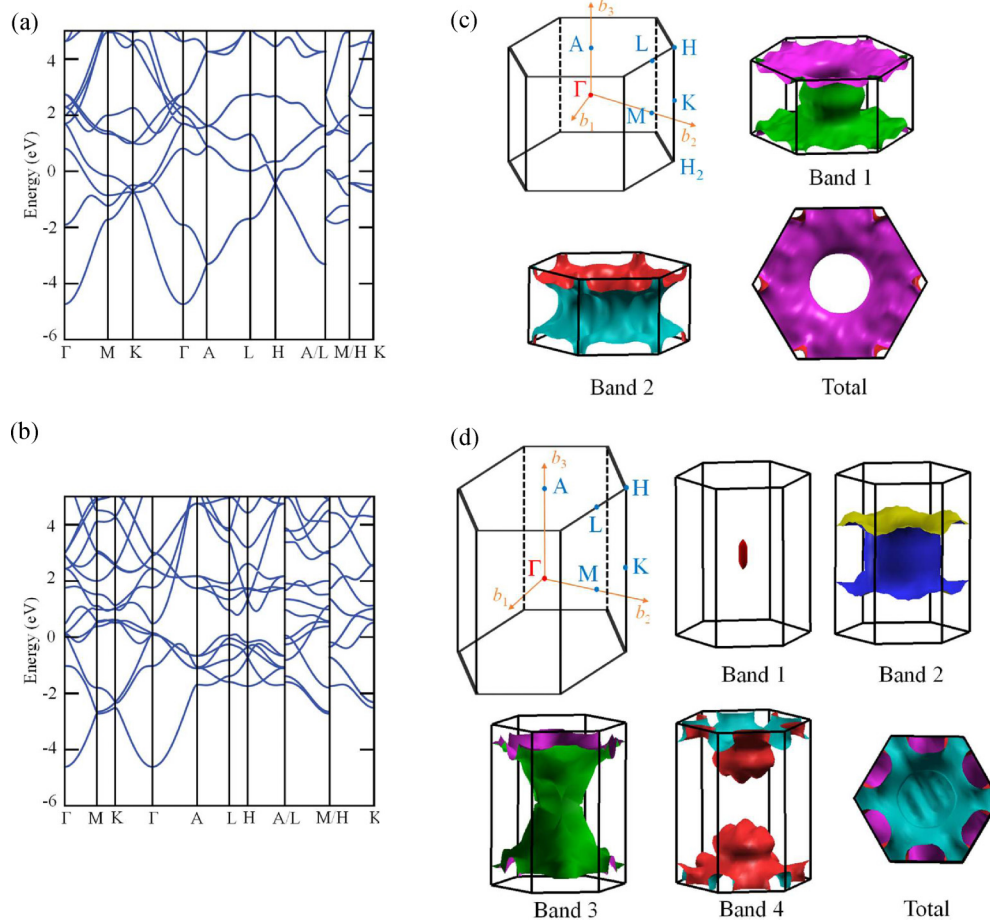 (a)
Energy (eV)
4
2
0
-2
-4
-6
Γ M K Γ A L H A/L M/H K
(c)
b3
A
L
H
Γ
K
M
b1
b2
H2
Band 1
Band 2
Total
(b)
Energy (eV)
4
2
0
-2
-4
-6
Γ M K Γ A L H A/L M/H K
(d)
b3
A
H
L
Γ
K
M
b1
b2
Band 1
Band 2
Band 3
Band 4
Total